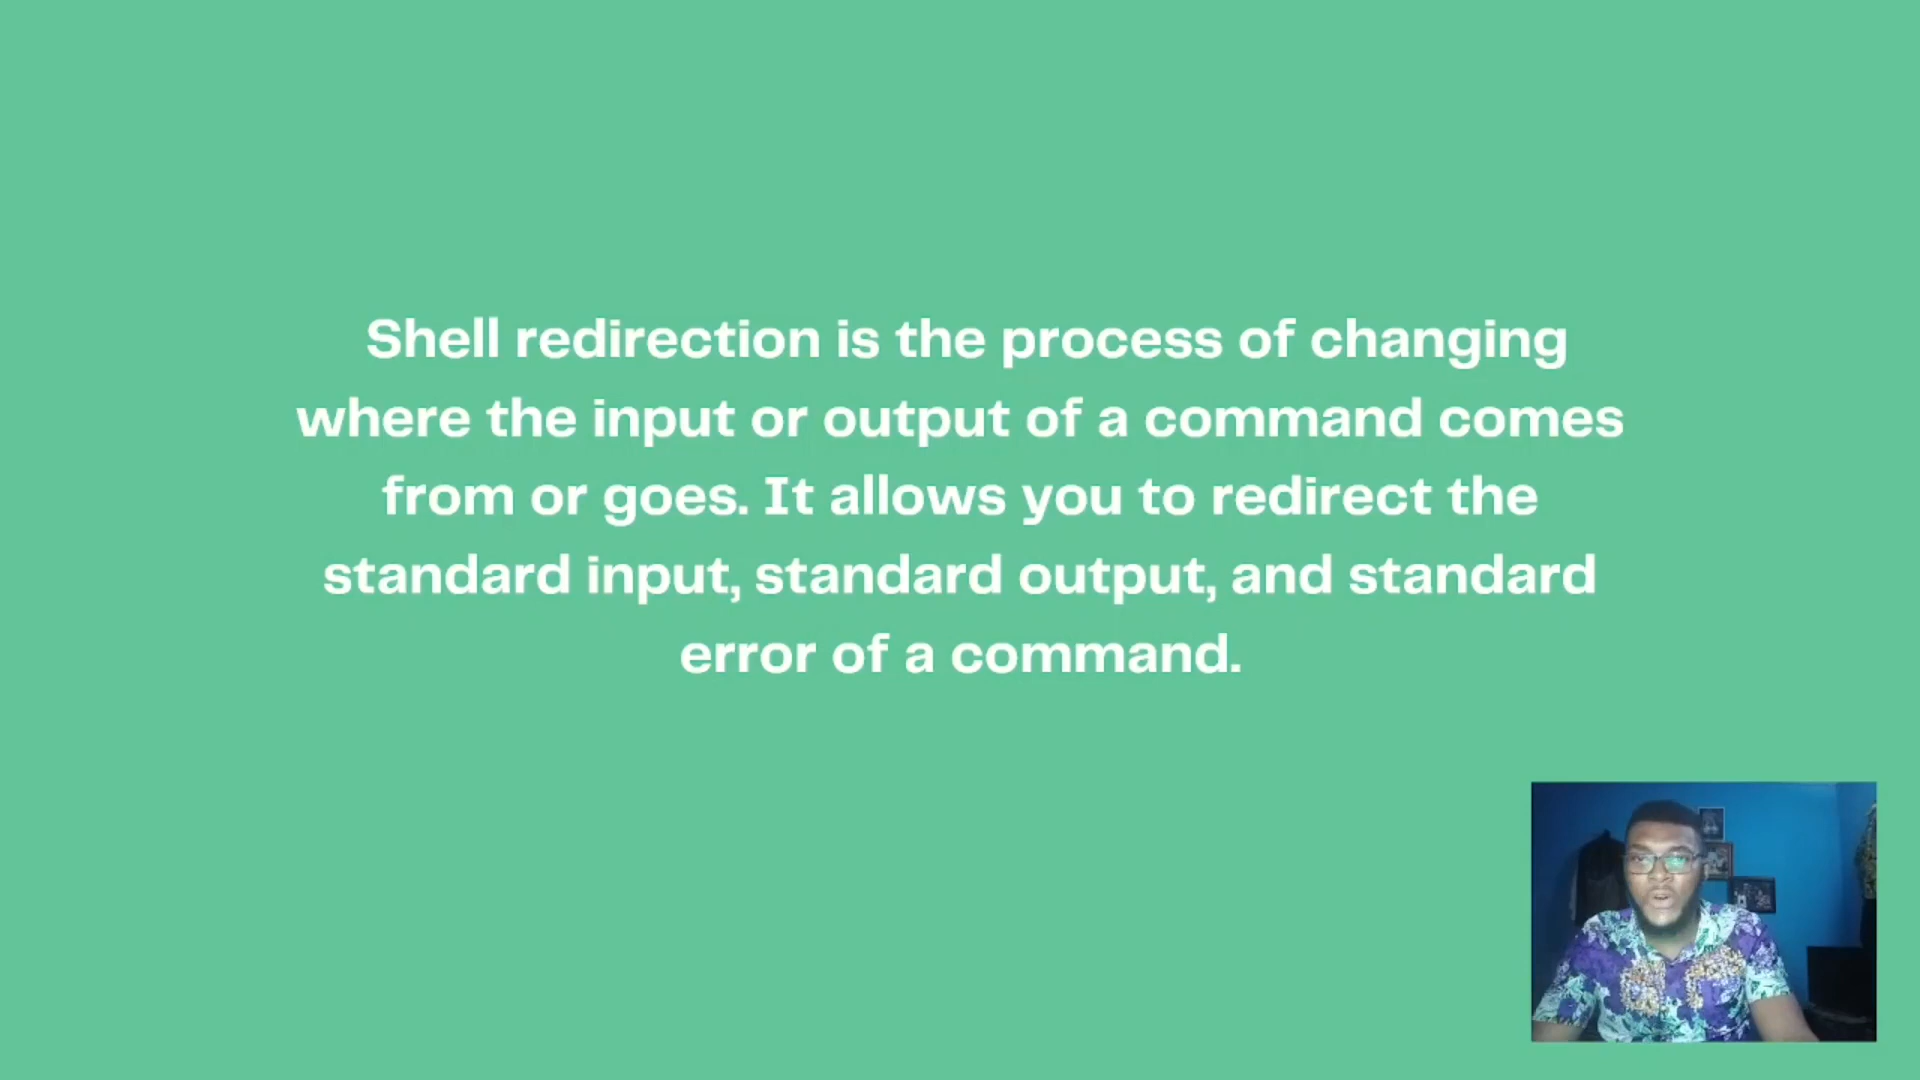 Shell redirection is the process of changing
where the input or output of a command comes
from or goes. It allows you to redirect the
standard input, standard output, and standard
error of a command.